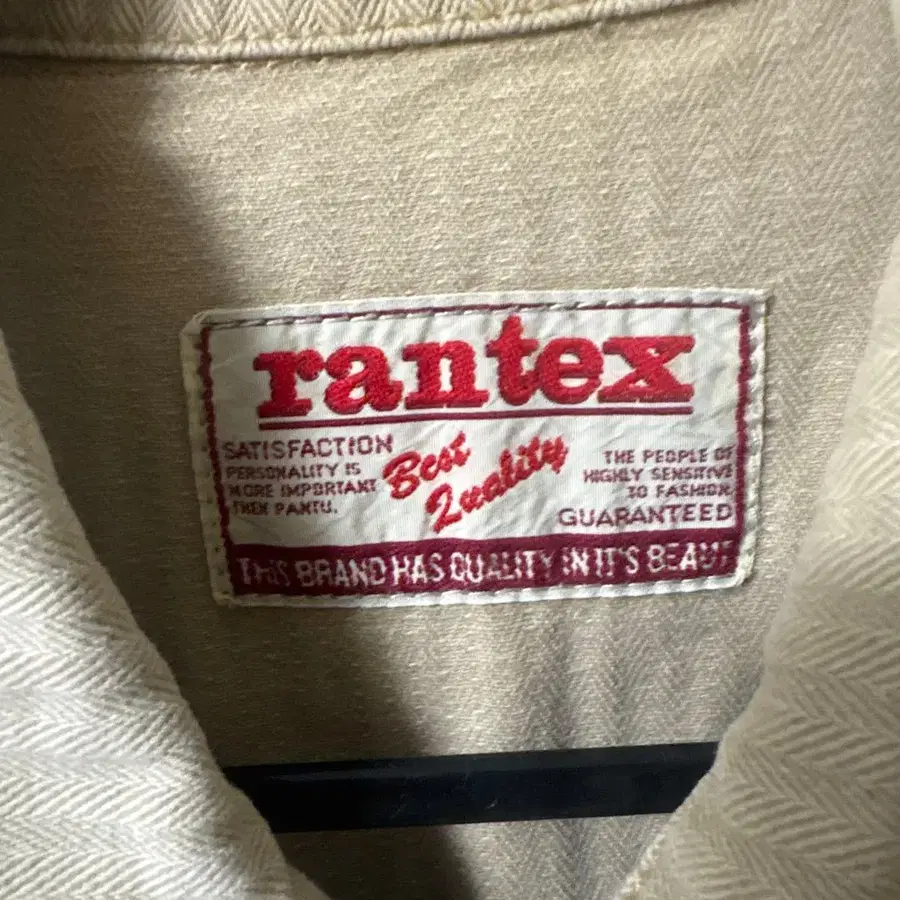 rantex
SATISFACTION
PERSONALITY IS
MORE IMPORTANT
THEN PANTU.
Best
Quality
THE PEOPLE OF
HIGHLY SENSITIVE
TO FASHION
GUARANTEED
THIS BRAND HAS QUALITY IN IT'S BEAUT